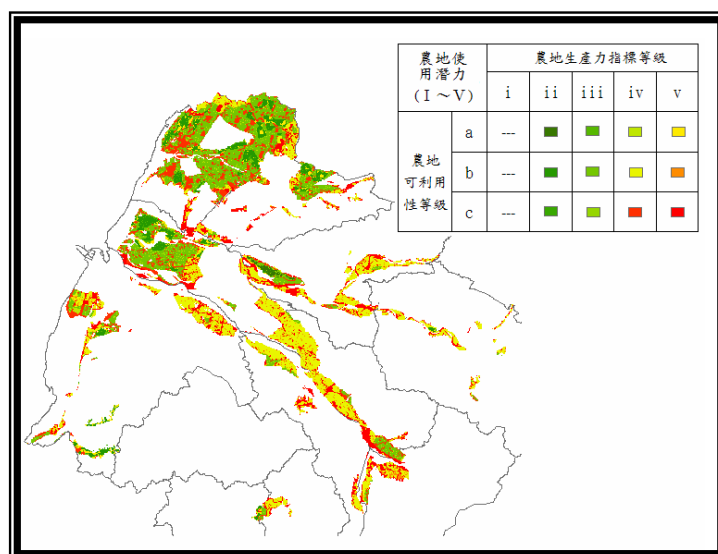 農地使
用潛力
(I～V)
農地生產力指標等級
i ii iii iv v
農地
可利用
性等級
a ---
b ---
c ---